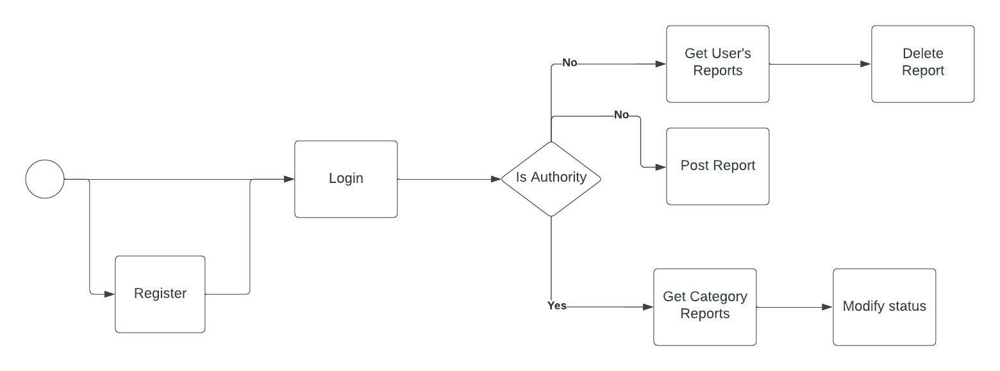 No
Get User's
Reports
Delete
Report
No
Post Report
Login
Is Authority
Register
Yes
Get Category
Reports
Modify status